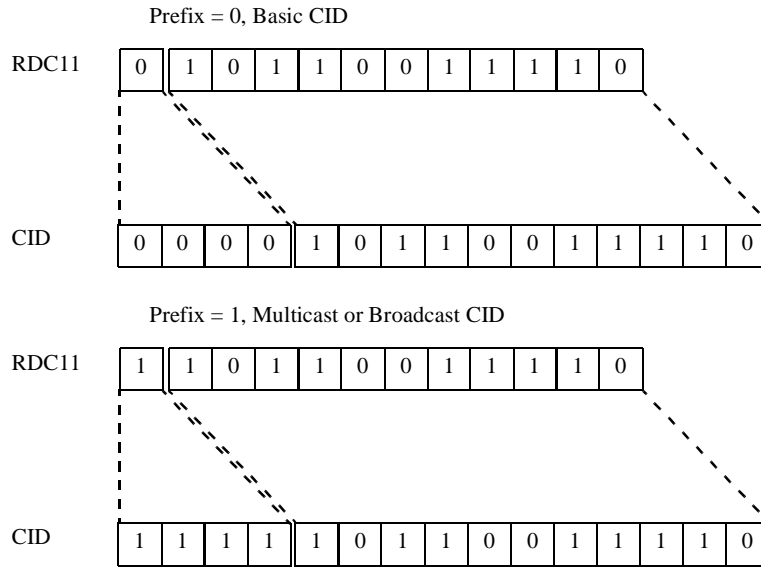 Prefix = 0, Basic CID
RDC11 0 1 0 1 1 0 0 1 1 1 1 0
CID 0 0 0 0 1 0 1 1 0 0 1 1 1 1 0
Prefix = 1, Multicast or Broadcast CID
RDC11 1 1 0 1 1 0 0 1 1 1 1 0
CID 1 1 1 1 1 0 1 1 0 0 1 1 1 1 0